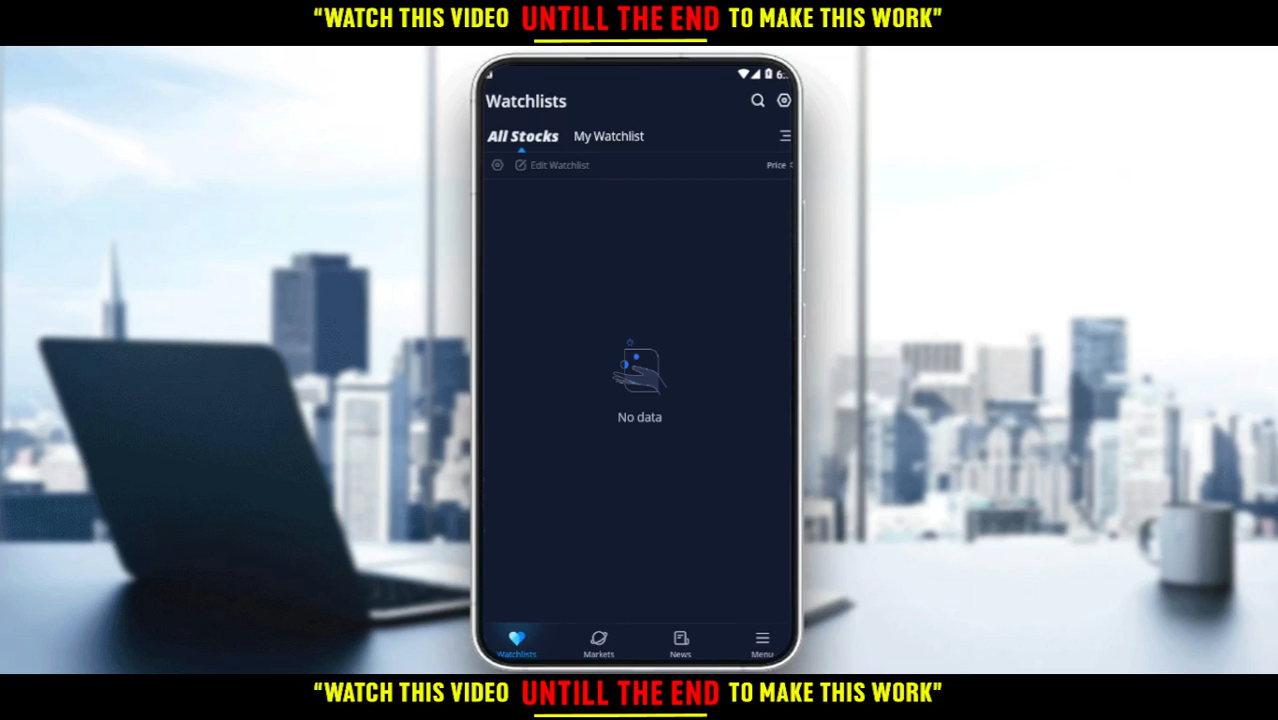 “WATCH THIS VIDEO UNTILL THE END TO MAKE THIS WORK”
6:
Watchlists
All Stocks My Watchlist
Edit Watchlist Price
No data
Watchlists Markets News Menu
“WATCH THIS VIDEO UNTILL THE END TO MAKE THIS WORK”